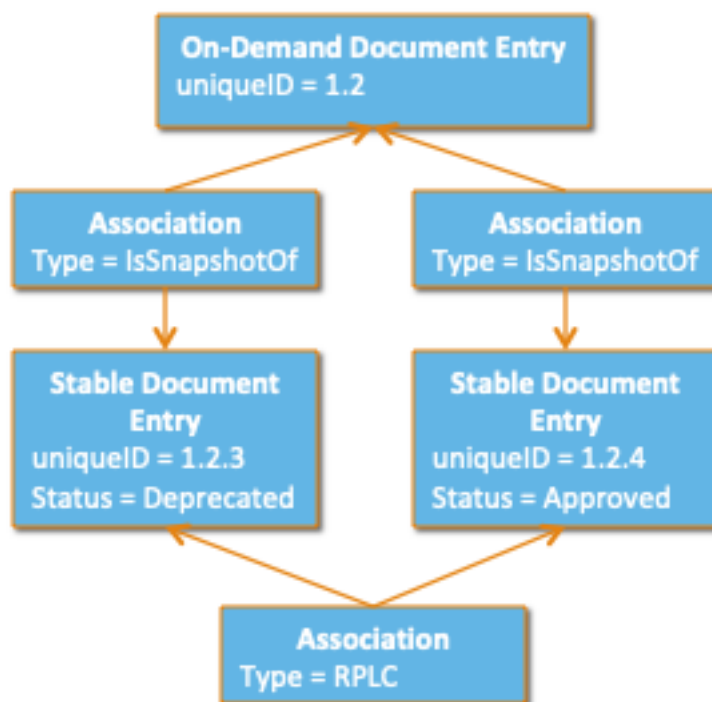 On-Demand Document Entry
uniqueID = 1.2
Association
Type = IsSnapshotOf
Association
Type = IsSnapshotOf
Stable Document
Entry
uniqueID = 1.2.3
Status = Deprecated
Stable Document
Entry
uniqueID = 1.2.4
Status = Approved
Association
Type = RPLC